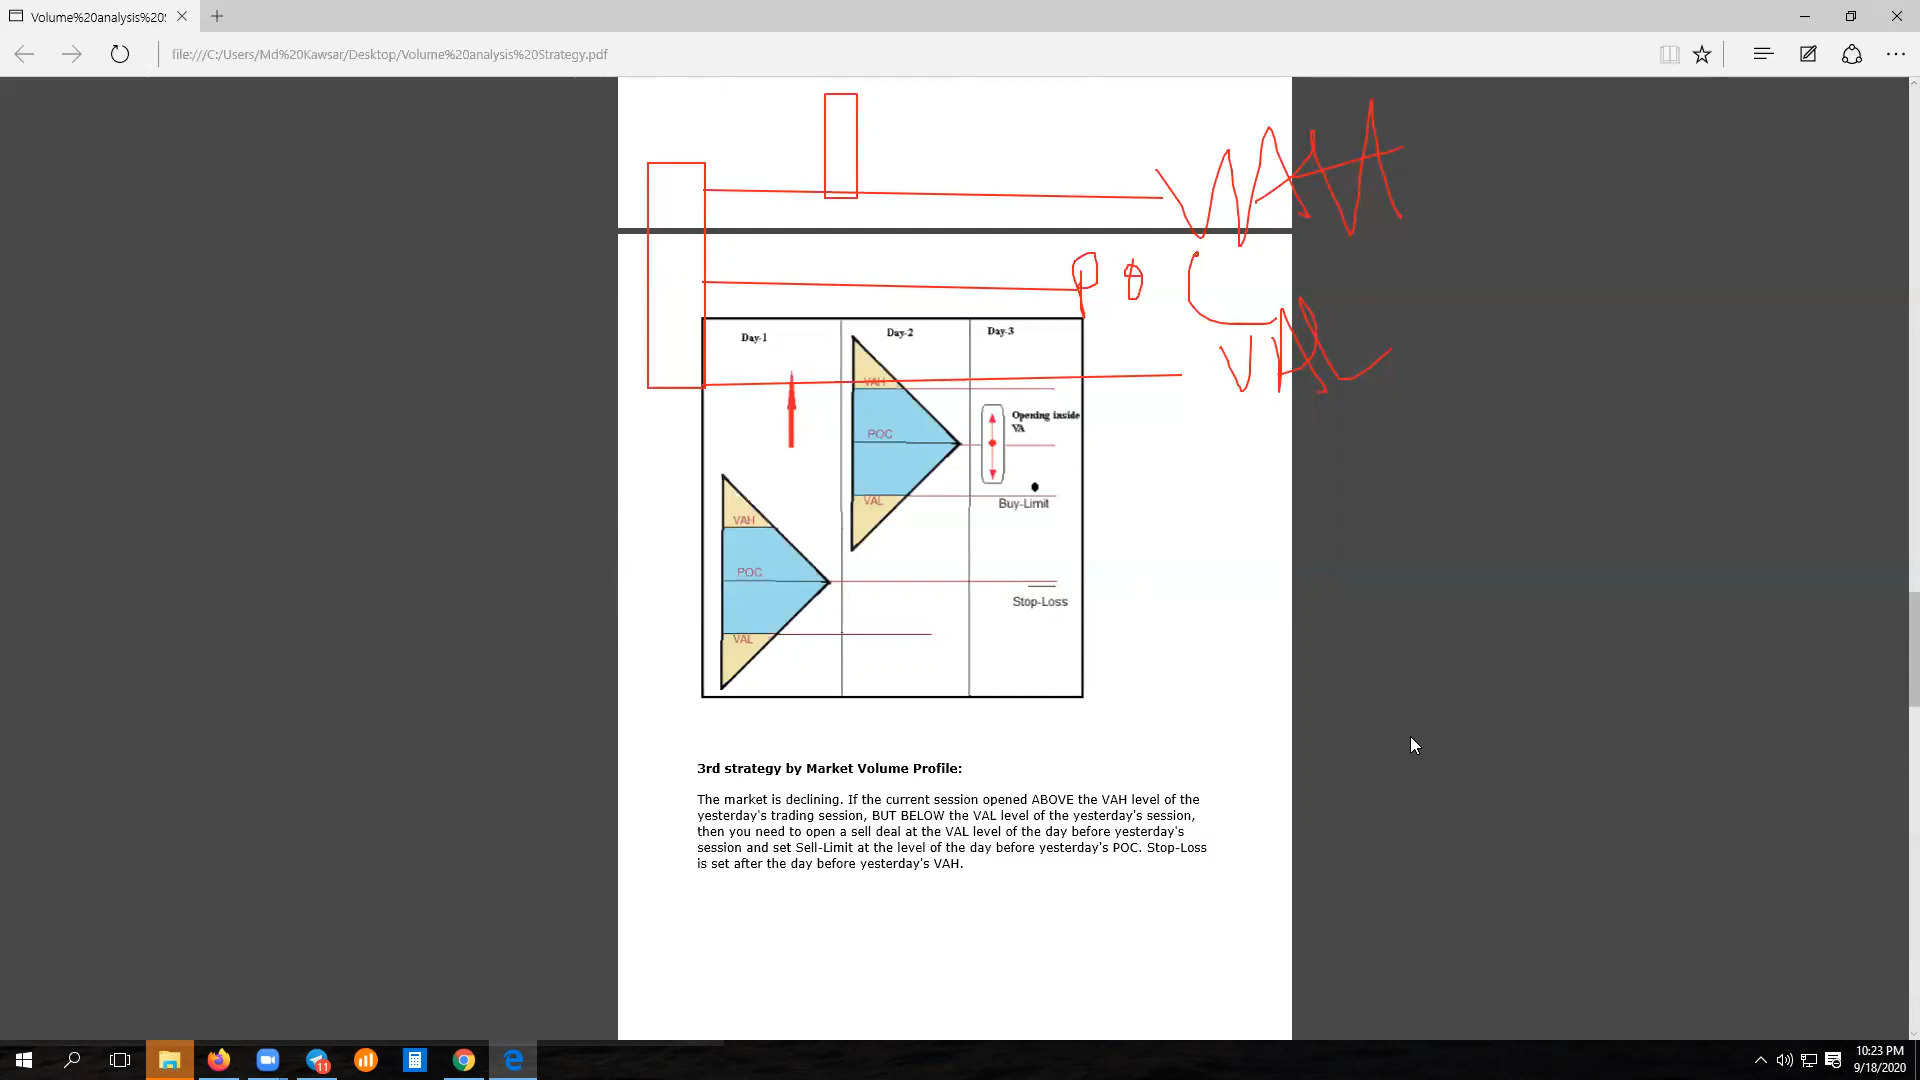 Volume%20analysis%20S
file:///C:/Users/Md%20Kawsar/Desktop/Volume%20analysis%20Strategy.pdf
VAH
POC
VAL
Day-1
Day-2
Day-3
VAH
Opening inside
VA
POC
VAL
Buy-Limit
VAH
POC
Stop-Loss
VAL
3rd strategy by Market Volume Profile:
The market is declining. If the current session opened ABOVE the VAH level of the
yesterday's trading session, BUT BELOW the VAL level of the yesterday's session,
then you need to open a sell deal at the VAL level of the day before yesterday's
session and set Sell-Limit at the level of the day before yesterday's POC. Stop-Loss
is set after the day before yesterday's VAH.
11
10:23 PM
9/18/2020